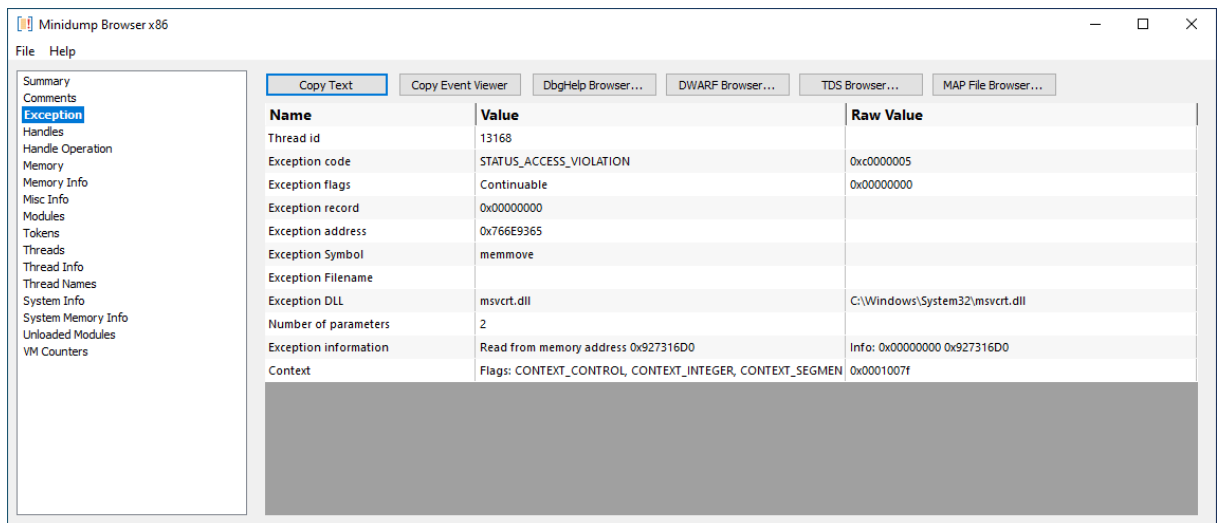 Minidump Browser x86
File Help
Summary
Comments
Exception
Handles
Handle Operation
Memory
Memory Info
Misc Info
Modules
Tokens
Threads
Thread Info
Thread Names
System Info
System Memory Info
Unloaded Modules
VM Counters
Copy Text Copy Event Viewer DbgHelp Browser... DWARF Browser... TDS Browser... MAP File Browser...
Name Value Raw Value
Thread id 13168
Exception code STATUS_ACCESS_VIOLATION 0xc0000005
Exception flags Continuable 0x00000000
Exception record 0x00000000
Exception address 0x766E9365
Exception Symbol memmove
Exception Filename
Exception DLL msvcrt.dll C:\Windows\System32\msvcrt.dll
Number of parameters 2
Exception information Read from memory address 0x927316D0 Info: 0x00000000 0x927316D0
Context Flags: CONTEXT_CONTROL, CONTEXT_INTEGER, CONTEXT_SEGMEN 0x0001007f